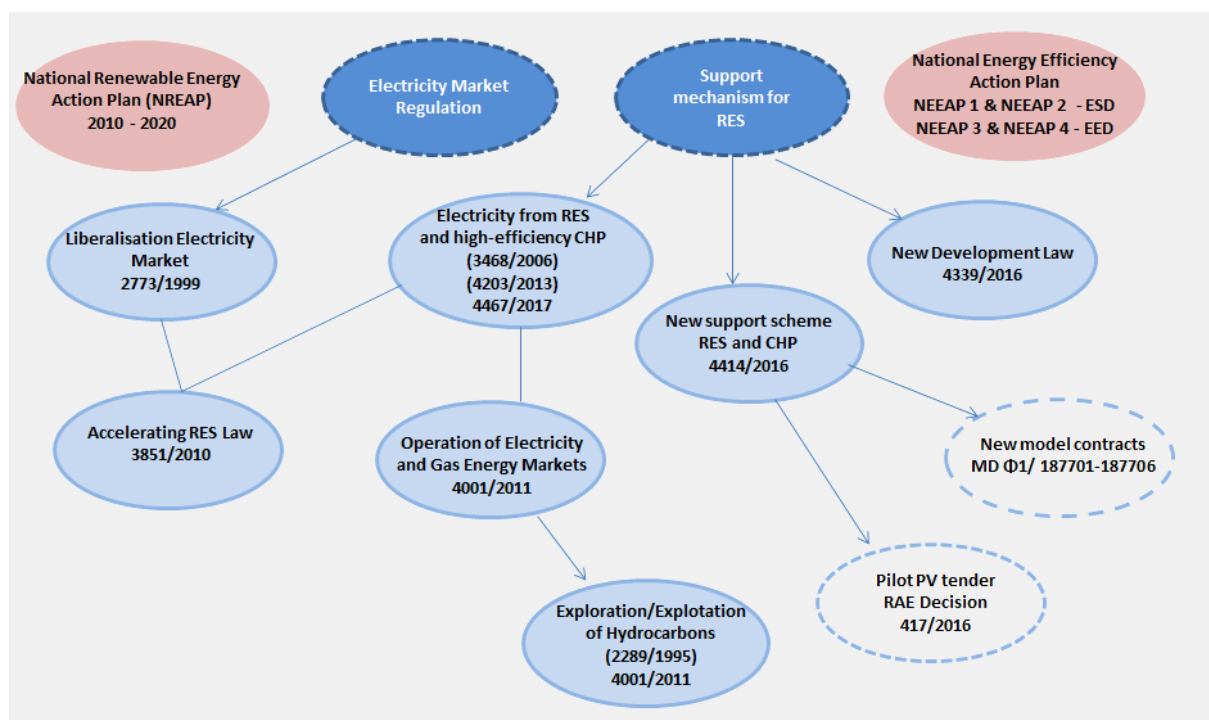 National Renewable Energy
Action Plan (NREAP)
2010 - 2020
Electricity Market
Regulation
Support
mechanism for
RES
National Energy Efficiency
Action Plan
NEEAP 1 & NEEAP 2 - ESD
NEEAP 3 & NEEAP 4 - EED
Liberalisation Electricity
Market
2773/1999
Electricity from RES
and high-efficiency CHP
(3468/2006)
(4203/2013)
4467/2017
New Development Law
4339/2016
New support scheme
RES and CHP
4414/2016
Accelerating RES Law
3851/2010
Operation of Electricity
and Gas Energy Markets
4001/2011
New model contracts
MD Φ1/ 187701-187706
Pilot PV tender
RAE Decision
417/2016
Exploration/Explotation
of Hydrocarbons
(2289/1995)
4001/2011